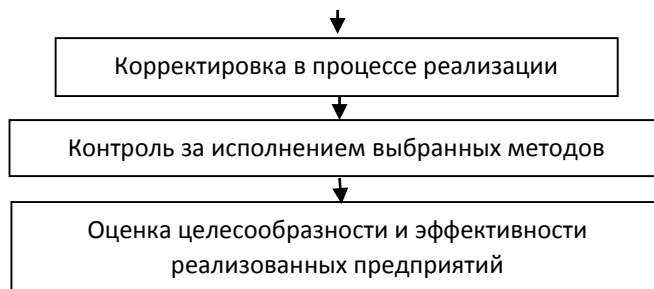 Корректировка в процессе реализации
Контроль за исполнением выбранных методов
Оценка целесообразности и эффективности
реализованных предприятий